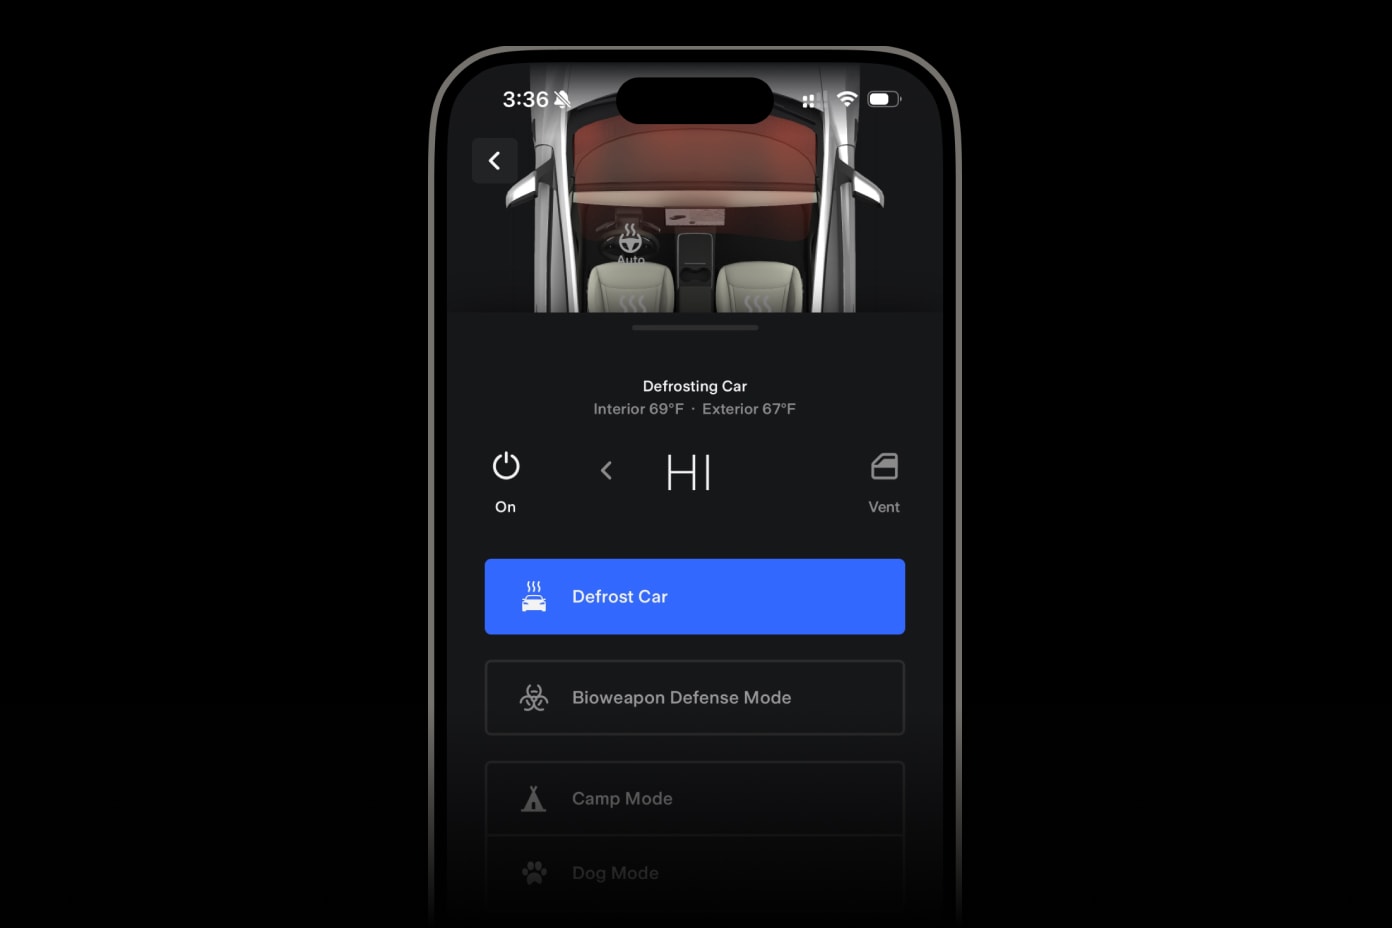 3:36
Auto
Defrosting Car
Interior 69°F · Exterior 67°F
HI
On
Vent
Defrost Car
Bioweapon Defense Mode
Camp Mode
Dog Mode